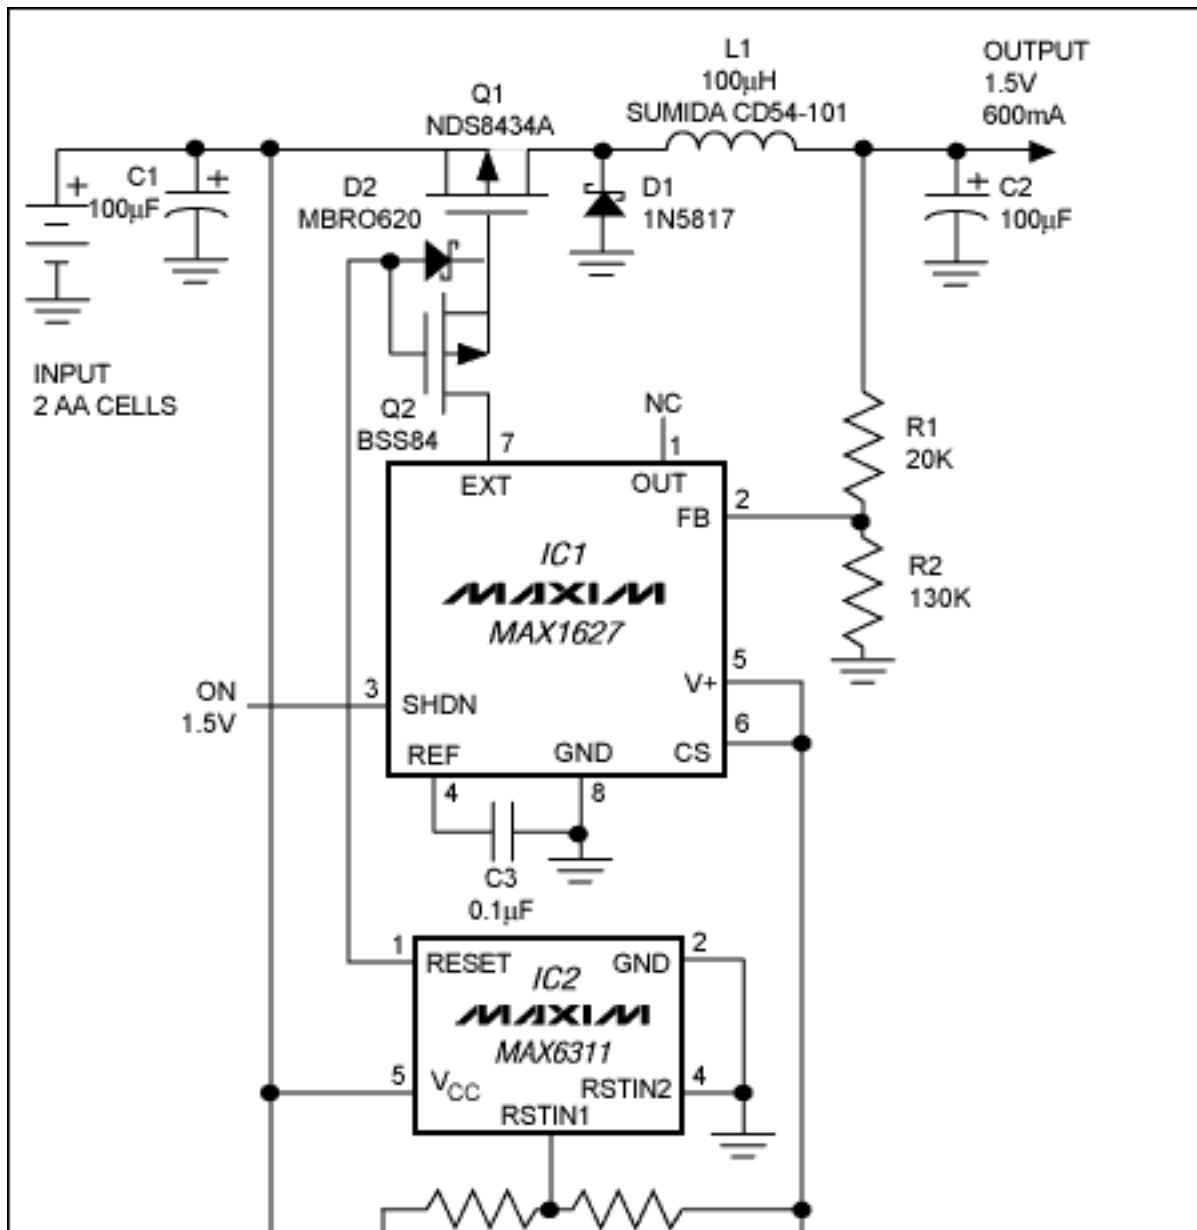 L1
100µH
SUMIDA CD54-101
OUTPUT
1.5V
600mA
Q1
NDS8434A
+
C1
100µF
+
D2
MBRO620
D1
1N5817
+
C2
100µF
INPUT
2 AA CELLS
Q2
BSS84
7
NC
1
EXT
OUT
FB
2
R1
20K
IC1
MAXIM
MAX1627
R2
130K
ON
1.5V
3
SHDN
V+
5
REF
GND
CS
6
4
8
C3
0.1µF
1
RESET
IC2
GND
2
MAXIM
MAX6311
5
VCC
RSTIN2
4
RSTIN1